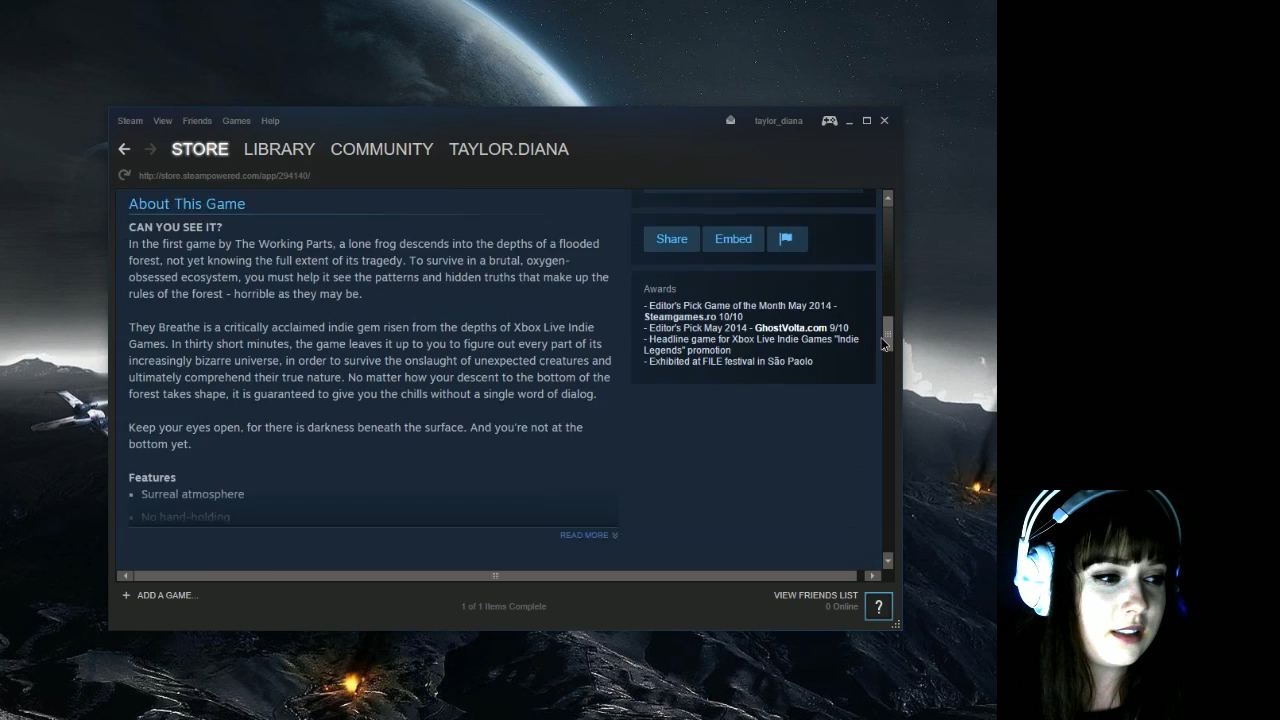 Steam View Friends Games Help taylor_diana
STORE LIBRARY COMMUNITY TAYLOR.DIANA
http://store.steampowered.com/app/294140/
About This Game
CAN YOU SEE IT?
In the first game by The Working Parts, a lone frog descends into the depths of a flooded
forest, not yet knowing the full extent of its tragedy. To survive in a brutal, oxygen-
obsessed ecosystem, you must help it see the patterns and hidden truths that make up the
rules of the forest - horrible as they may be.
They Breathe is a critically acclaimed indie gem risen from the depths of Xbox Live Indie
Games. In thirty short minutes, the game leaves it up to you to figure out every part of its
increasingly bizarre universe, in order to survive the onslaught of unexpected creatures and
ultimately comprehend their true nature. No matter how your descent to the bottom of the
forest takes shape, it is guaranteed to give you the chills without a single word of dialog.
Keep your eyes open, for there is darkness beneath the surface. And you're not at the
bottom yet.
Features
▪ Surreal atmosphere
▪ No hand-holding
READ MORE
Share Embed
Awards
- Editor's Pick Game of the Month May 2014 -
Steamgames.ro 10/10
- Editor's Pick May 2014 - GhostVolta.com 9/10
- Headline game for Xbox Live Indie Games "Indie
Legends" promotion
- Exhibited at FILE festival in São Paolo
+ ADD A GAME...
1 of 1 Items Complete
VIEW FRIENDS LIST
0 Online
?